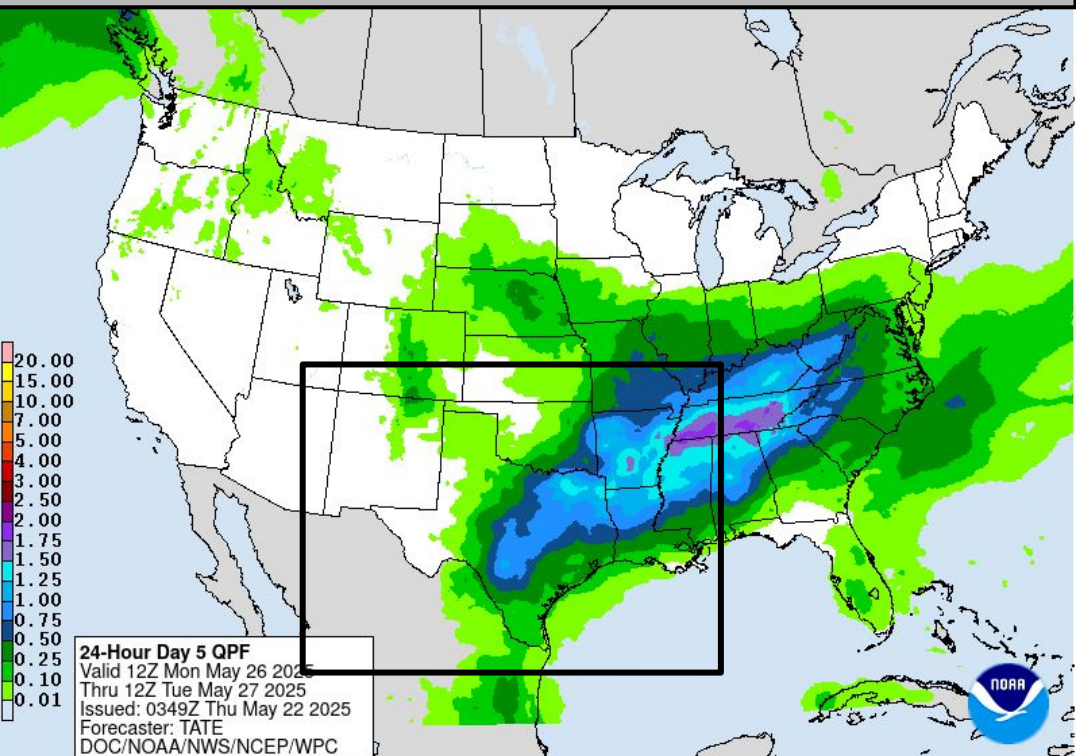 20.00
15.00
10.00
7.00
5.00
4.00
3.00
2.50
2.00
1.75
1.50
1.25
1.00
0.75
0.50
0.25
0.10
0.01
24-Hour Day 5 QPF
Valid 12Z Mon May 26 2025
Thru 12Z Tue May 27 2025
Issued: 0349Z Thu May 22 2025
Forecaster: TATE
DOC/NOAA/NWS/NCEP/WPC
NOAA